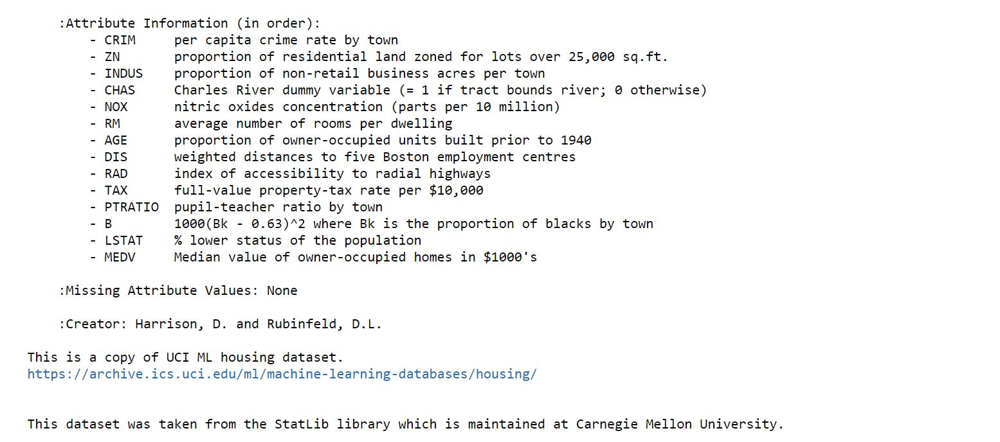 :Attribute Information (in order):
- CRIM per capita crime rate by town
- ZN proportion of residential land zoned for lots over 25,000 sq.ft.
- INDUS proportion of non-retail business acres per town
- CHAS Charles River dummy variable (= 1 if tract bounds river; 0 otherwise)
- NOX nitric oxides concentration (parts per 10 million)
- RM average number of rooms per dwelling
- AGE proportion of owner-occupied units built prior to 1940
- DIS weighted distances to five Boston employment centres
- RAD index of accessibility to radial highways
- TAX full-value property-tax rate per $10,000
- PTRATIO pupil-teacher ratio by town
- B 1000(Bk - 0.63)^2 where Bk is the proportion of blacks by town
- LSTAT % lower status of the population
- MEDV Median value of owner-occupied homes in $1000's
:Missing Attribute Values: None
:Creator: Harrison, D. and Rubinfeld, D.L.
This is a copy of UCI ML housing dataset.
https://archive.ics.uci.edu/ml/machine-learning-databases/housing/
This dataset was taken from the StatLib library which is maintained at Carnegie Mellon University.